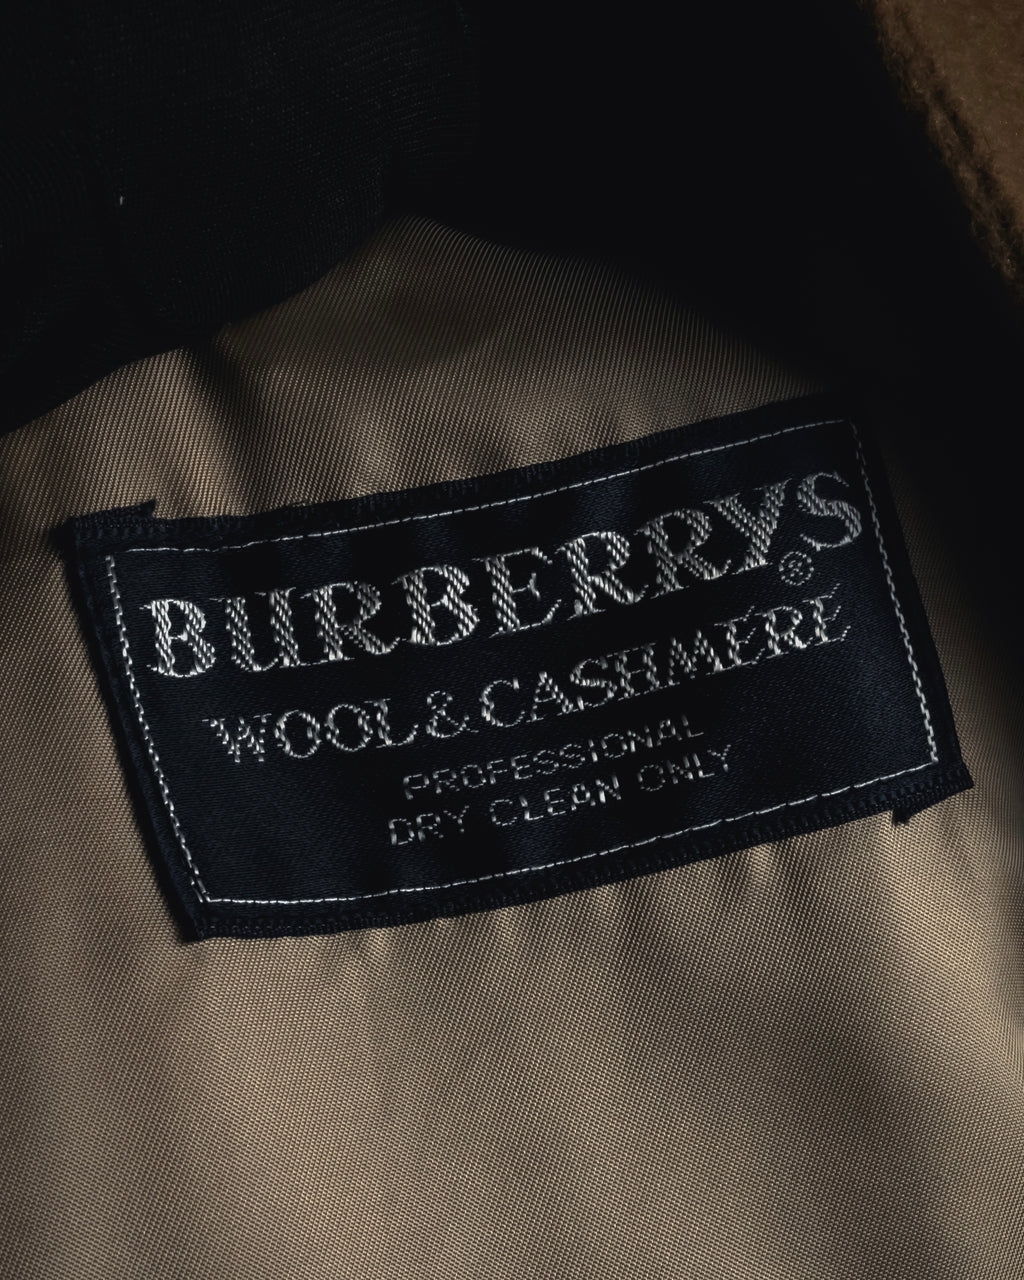 BURBERRYS®
WOOL & CASHMERE
PROFESSIONAL
DRY CLEAN ONLY